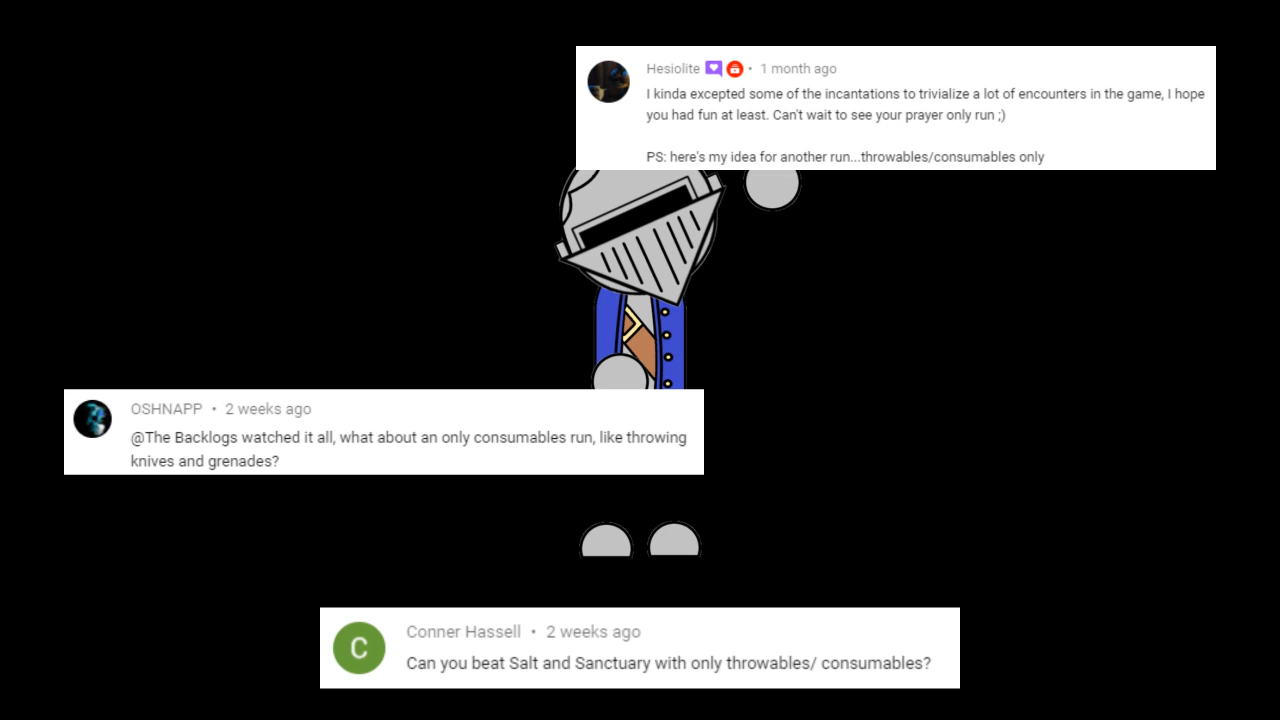 Hesiolite • 1 month ago
I kinda excepted some of the incantations to trivialize a lot of encounters in the game, I hope
you had fun at least. Can't wait to see your prayer only run ;)
PS: here's my idea for another run...throwables/consumables only
OSHNAPP • 2 weeks ago
@The Backlogs watched it all, what about an only consumables run, like throwing
knives and grenades?
C
Conner Hassell • 2 weeks ago
Can you beat Salt and Sanctuary with only throwables/ consumables?